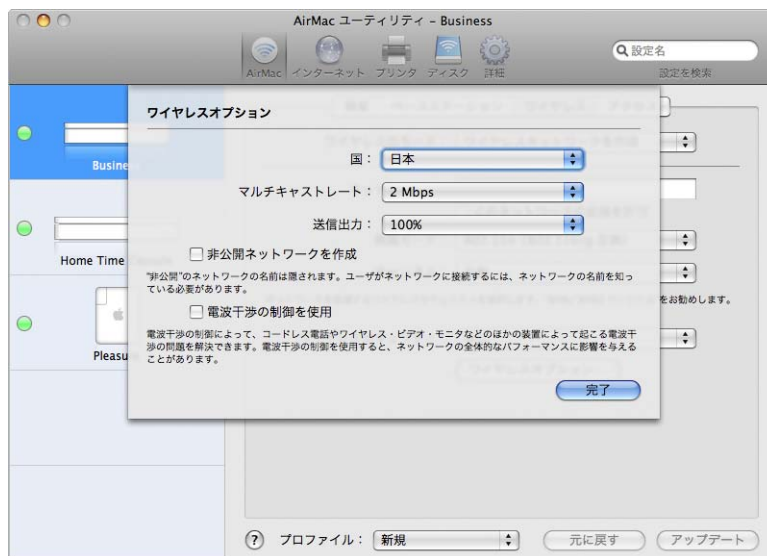 AirMac ユーティリティ – Business
AirMac インターネット プリンタ ディスク 詳細
設定名
設定を検索
ワイヤレスオプション
国： 日本
マルチキャストレート： 2 Mbps
送信出力： 100%
非公開ネットワークを作成
"非公開"のネットワークの名前は隠されます。ユーザがネットワークに接続するには、ネットワークの名前を知っ
ている必要があります。
電波干渉の制御を使用
電波干渉の制御によって、コードレス電話やワイヤレス・ビデオ・モニタなどのほかの装置によって起こる電波干
渉の問題を解決できます。電波干渉の制御を使用すると、ネットワークの全体的なパフォーマンスに影響を与える
ことがあります。
完了
Busine
Home Time
Pleasu
をお勧めします。
ワイヤレスオプション
? プロファイル： 新規 元に戻す アップデート